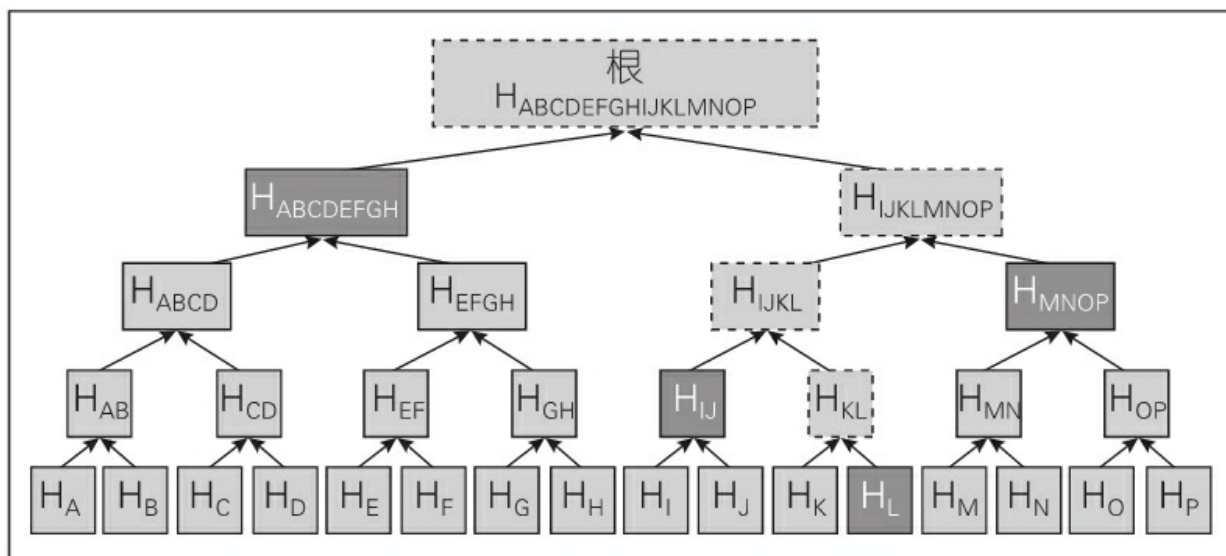 根
HABCDEFGHIJKLMNOP
HABCDEFGH HIJKLMNOP
HABCD HEFGH HIJKL HMNOP
HAB HCD HEF HGH HIJ HKL HMN HOP
HA HB HC HD HE HF HG HH HI HJ HK HL HM HN HO HP